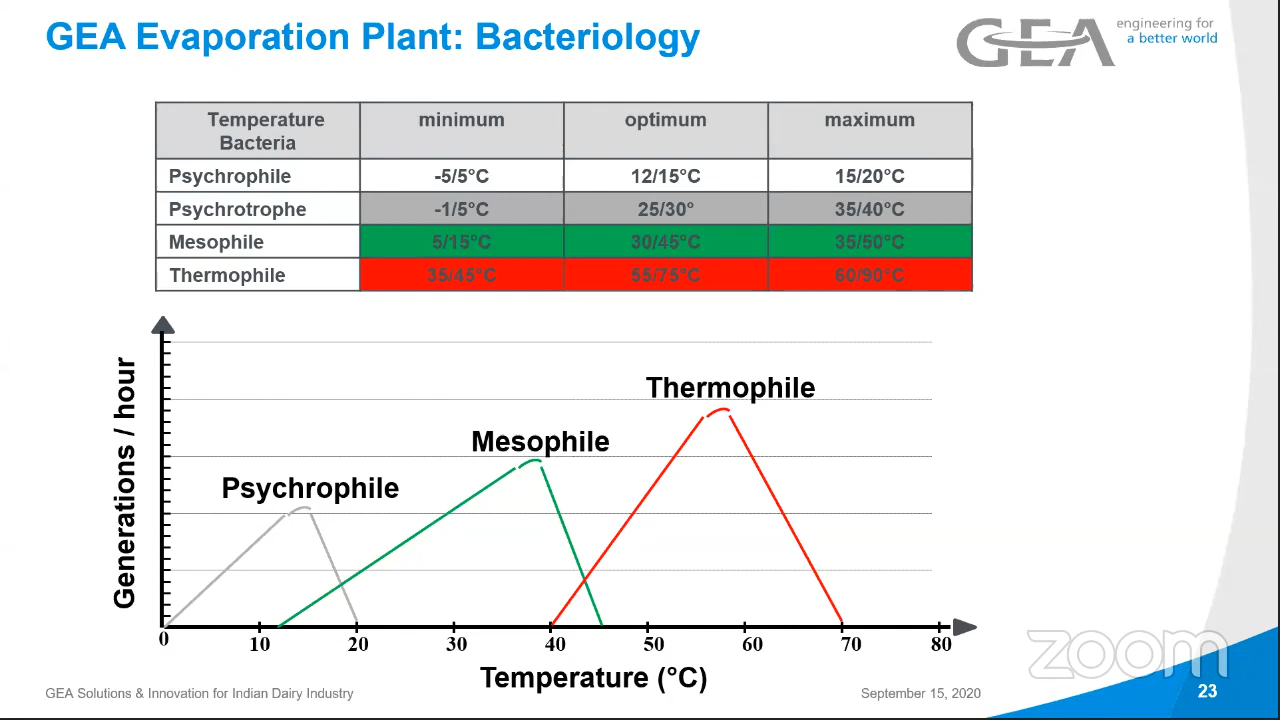 GEA Evaporation Plant: Bacteriology
GEA
engineering for
a better world
Temperature
Bacteria
minimum
optimum
maximum
Psychrophile -5/5°C 12/15°C 15/20°C
Psychrotrophe -1/5°C 25/30° 35/40°C
Mesophile 5/15°C 30/45°C 35/50°C
Thermophile 35/45°C 55/75°C 60/90°C
Generations / hour
Thermophile
Mesophile
Psychrophile
0 10 20 30 40 50 60 70 80
Temperature (°C)
zoom
GEA Solutions & Innovation for Indian Dairy Industry
September 15, 2020
23